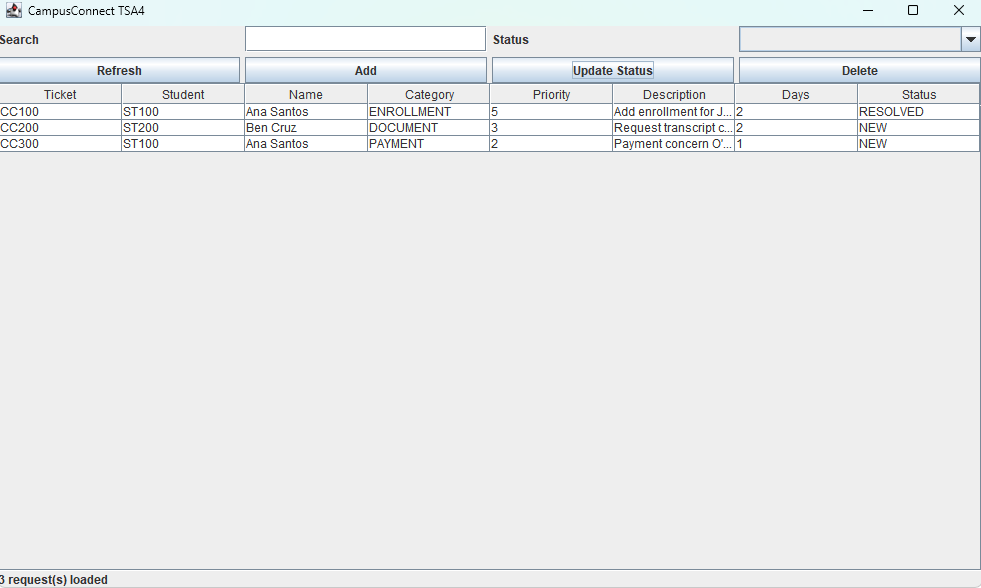 CampusConnect TSA4
Search Status
Refresh Add Update Status Delete
Ticket Student Name Category Priority Description Days Status
CC100 ST100 Ana Santos ENROLLMENT 5 Add enrollment for J... 2 RESOLVED
CC200 ST200 Ben Cruz DOCUMENT 3 Request transcript c... 2 NEW
CC300 ST100 Ana Santos PAYMENT 2 Payment concern O'... 1 NEW
3 request(s) loaded